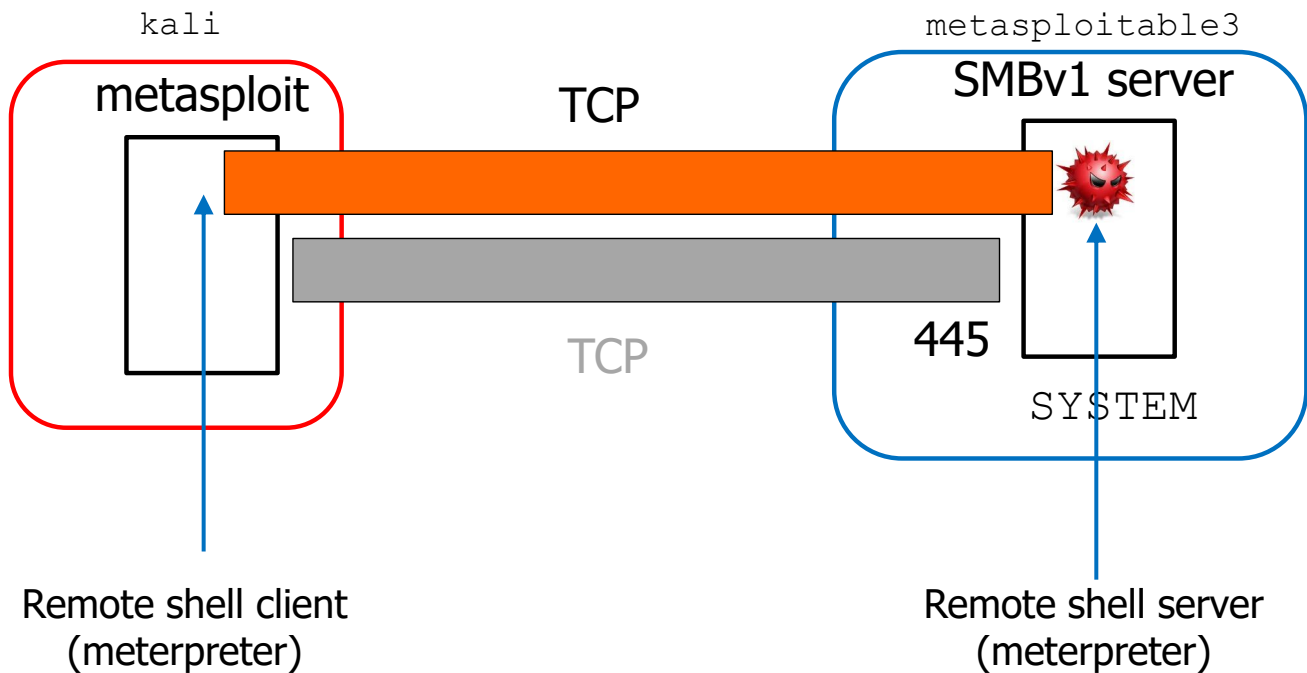 kali
metasploitable3
metasploit
TCP
SMBv1 server
TCP
445
SYSTEM
Remote shell client
(meterpreter)
Remote shell server
(meterpreter)